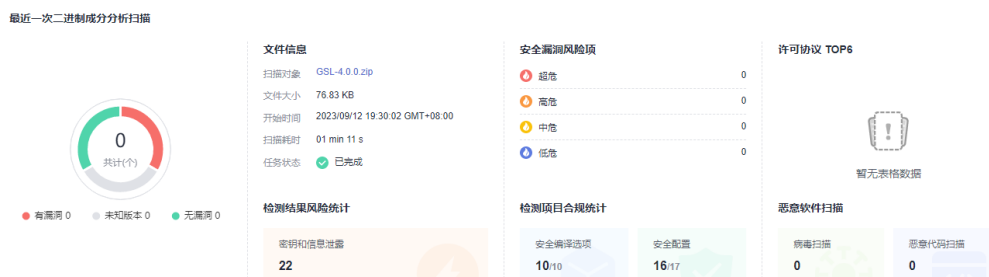 最近一次二进制成分分析扫描
0
共计(个)
有漏洞 0 未知版本 0 无漏洞 0
文件信息
扫描对象 GSL-4.0.0.zip
文件大小 76.83 KB
开始时间 2023/09/12 19:30:02 GMT+08:00
扫描耗时 01 min 11 s
任务状态 已完成
安全漏洞风险项
超危 0
高危 0
中危 0
低危 0
许可协议 TOP6
暂无表格数据
检测结果风险统计
密钥和信息泄露
22
检测项目合规统计
安全编译选项
10/10
安全配置
16/17
恶意软件扫描
病毒扫描
0
恶意代码扫描
0